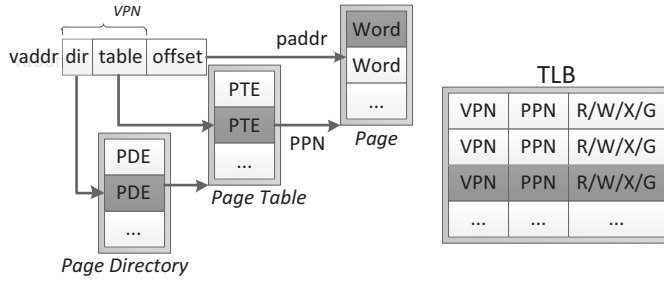 VPN
vaddr dir table offset
paddr
Word
Word
...
Page
PTE
PTE
...
Page Table
PPN
PDE
PDE
...
Page Directory
TLB
VPN PPN R/W/X/G
VPN PPN R/W/X/G
VPN PPN R/W/X/G
... ... ...